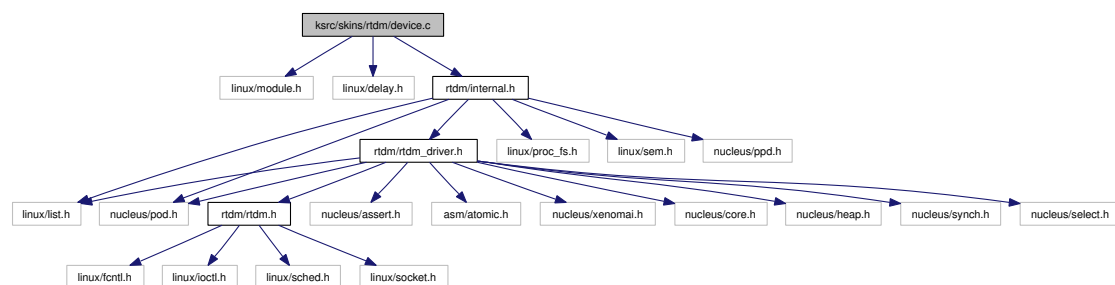 ksrc/skins/rtdm/device.c
linux/module.h
linux/delay.h
rtdm/internal.h
rtdm/rtdm_driver.h
linux/proc_fs.h
linux/sem.h
nucleus/ppd.h
linux/list.h
nucleus/pod.h
rtdm/rtdm.h
nucleus/assert.h
asm/atomic.h
nucleus/xenomai.h
nucleus/core.h
nucleus/heap.h
nucleus/synch.h
nucleus/select.h
linux/fcntl.h
linux/ioctl.h
linux/sched.h
linux/socket.h